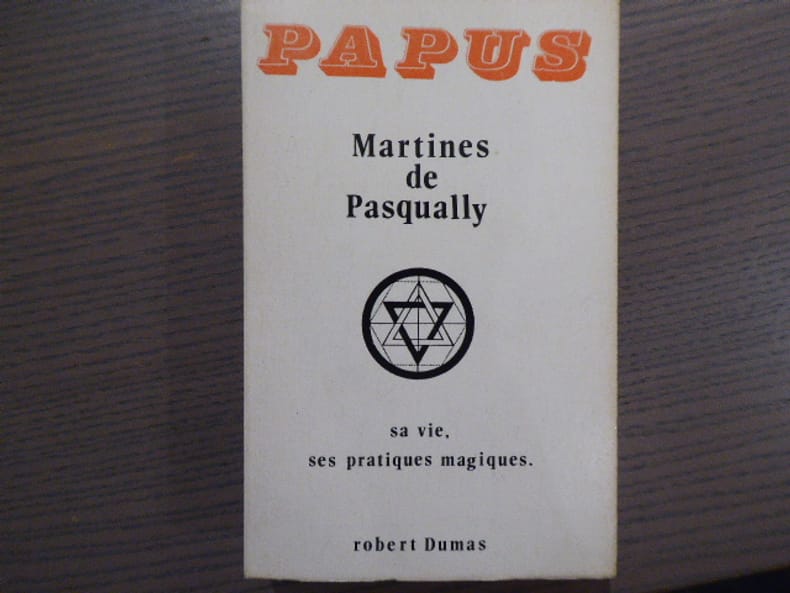 PAPUS
Martines
de
Pasqually
sa vie,
ses pratiques magiques.
robert Dumas